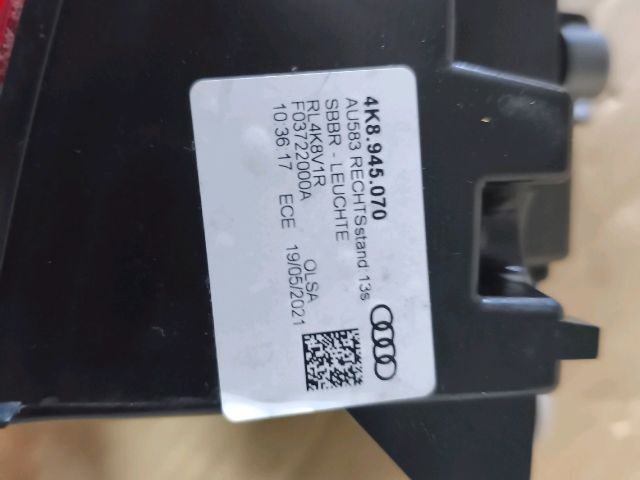 4K8.945.070
AU583 RECHTSstand 13s
SBBR - LEUCHTE
RL4K8V1R OLSA
F03722000A
10 36 17 ECE 19/05/2021